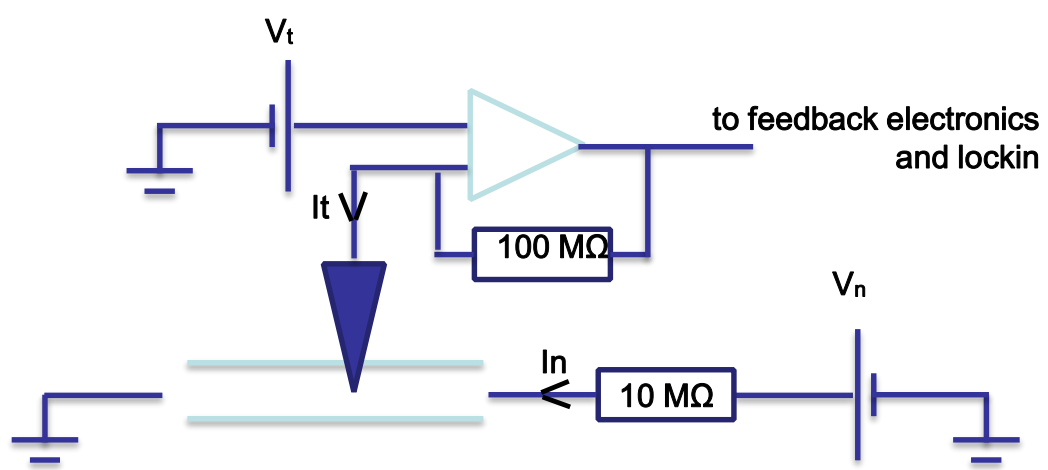 Vt
to feedback electronics
and lockin
It
100 MΩ
Vn
In
10 MΩ